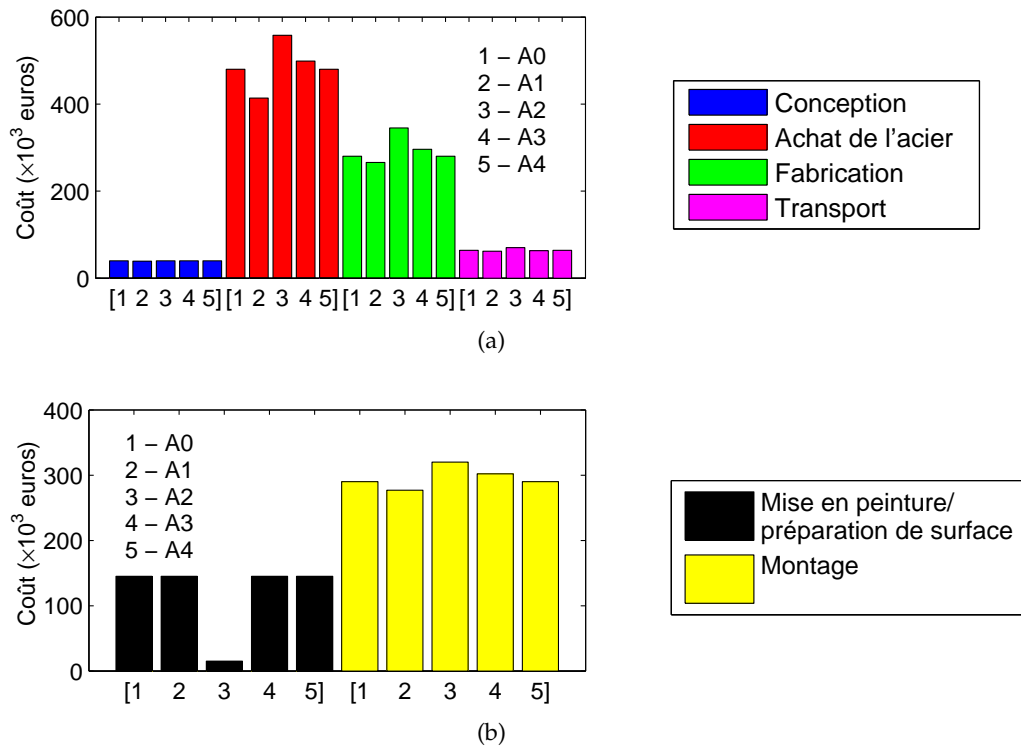 600
400
200
0
Coût (×10³ euros)
1 – A0
2 – A1
3 – A2
4 – A3
5 – A4
[1 2 3 4 5] [1 2 3 4 5] [1 2 3 4 5] [1 2 3 4 5]
Conception
Achat de l'acier
Fabrication
Transport
(a)
400
300
200
100
0
Coût (×10³ euros)
1 – A0
2 – A1
3 – A2
4 – A3
5 – A4
[1 2 3 4 5] [1 2 3 4 5]
Mise en peinture/
préparation de surface
Montage
(b)